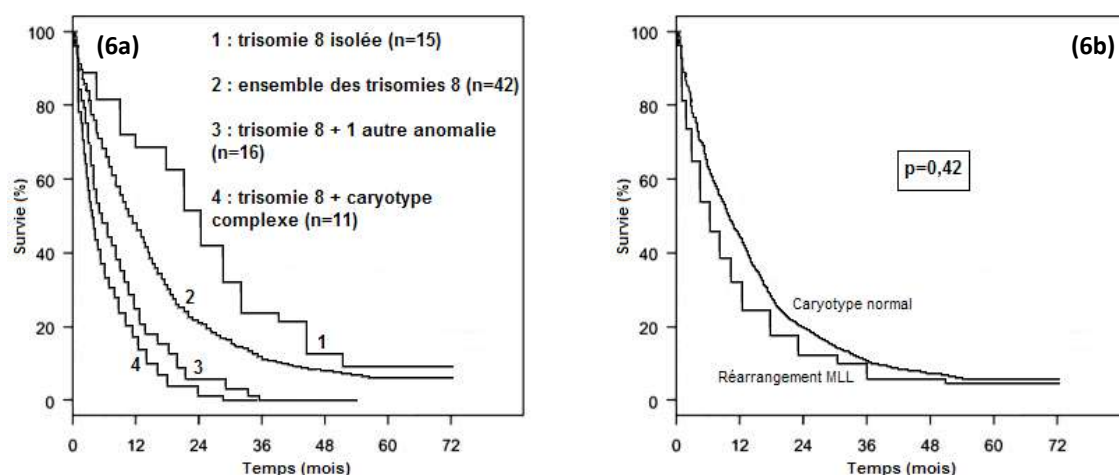 (6a)
1 : trisomie 8 isolée (n=15)
2 : ensemble des trisomies 8 (n=42)
3 : trisomie 8 + 1 autre anomalie
(n=16)
4 : trisomie 8 + caryotype
complexe (n=11)
Survie (%)
100
80
60
40
20
0
1
2
3
4
0 12 24 36 48 60 72
Temps (mois)
(6b)
p=0,42
Survie (%)
100
80
60
40
20
0
Caryotype normal
Réarrangement MLL
0 12 24 36 48 60 72
Temps (mois)